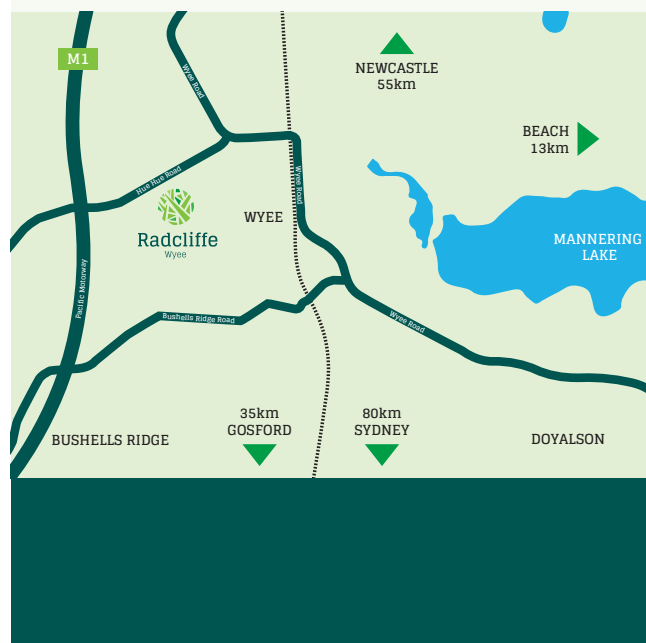 M1
NEWCASTLE
55km
Wyee Road
BEACH
13km
Hue Hue Road
Wyee Road
Radcliffe
Wyee
WYEE
MANNERING
LAKE
Pacific Motorway
Bushells Ridge Road
Wyee Road
35km
GOSFORD
80km
SYDNEY
BUSHELLS RIDGE
DOYALSON